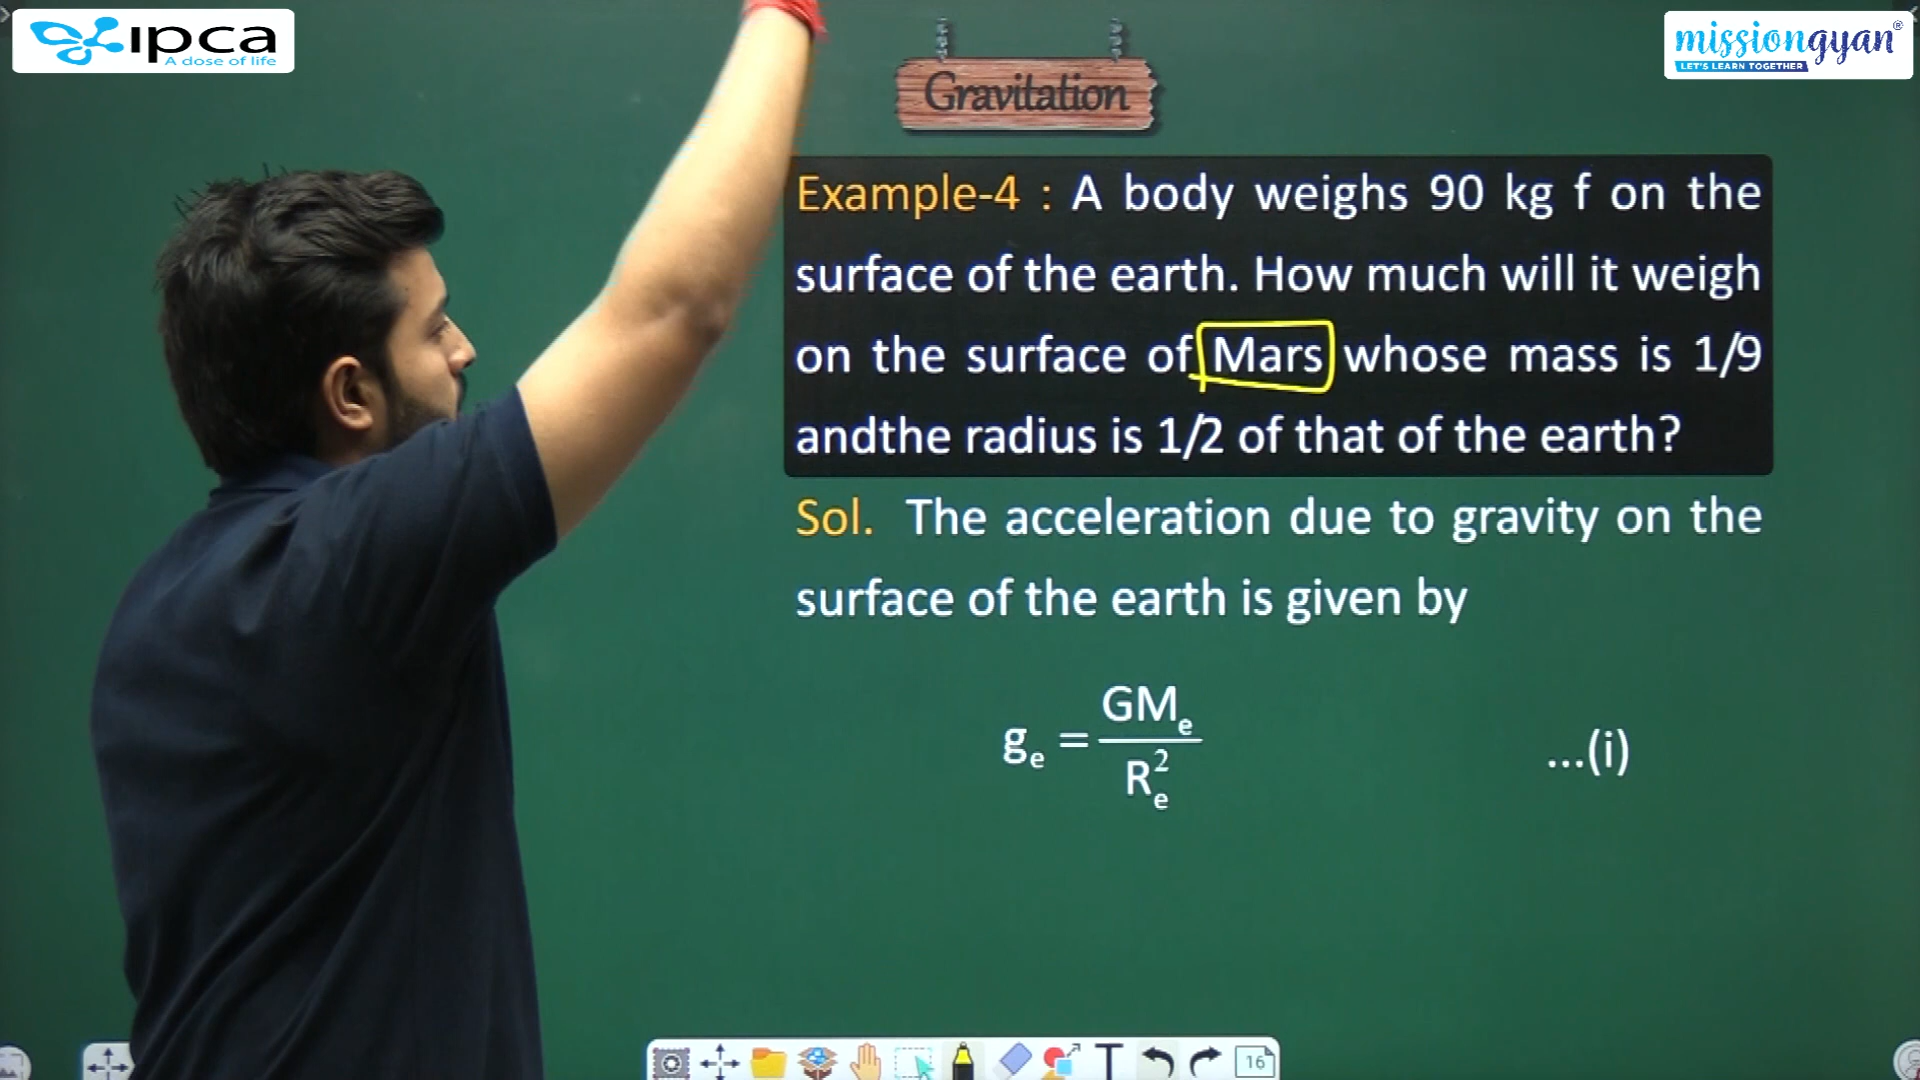 ipca
A dose of life
missiongyan®
LET'S LEARN TOGETHER
Gravitation
Example-4 : A body weighs 90 kg f on the
surface of the earth. How much will it weigh
on the surface of Mars whose mass is 1/9
andthe radius is 1/2 of that of the earth?
Sol. The acceleration due to gravity on the
surface of the earth is given by
gₑ = GMₑ / Rₑ² ...(i)
T
16